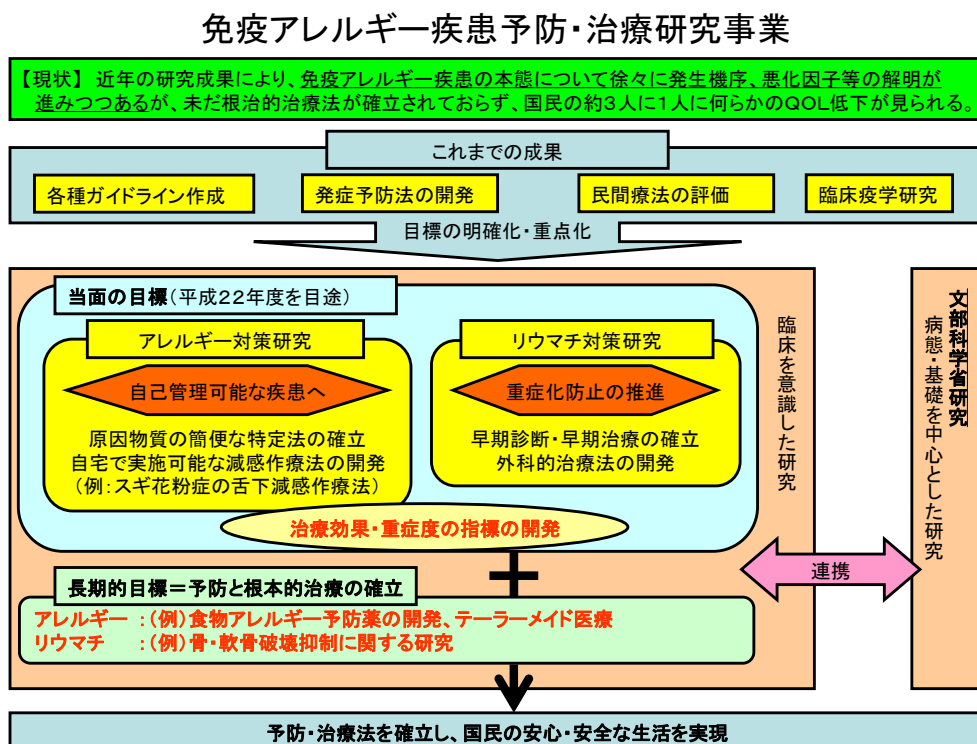 免疫アレルギー疾患予防・治療研究事業
【現状】 近年の研究成果により、免疫アレルギー疾患の本態について徐々に発生機序、悪化因子等の解明が
進みつつあるが、未だ根治的治療法が確立されておらず、国民の約３人に１人に何らかのＱＯＬ低下が見られる。
これまでの成果
各種ガイドライン作成
発症予防法の開発
民間療法の評価
臨床疫学研究
目標の明確化・重点化
当面の目標（平成２２年度を目途）
アレルギー対策研究
自己管理可能な疾患へ
原因物質の簡便な特定法の確立
自宅で実施可能な減感作療法の開発
（例：スギ花粉症の舌下減感作療法）
リウマチ対策研究
重症化防止の推進
早期診断・早期治療の確立
外科的治療法の開発
治療効果・重症度の指標の開発
臨床を意識した研究
文部科学省研究
病態・基礎を中心とした研究
連携
長期的目標＝予防と根本的治療の確立
アレルギー ：（例）食物アレルギー予防薬の開発、テーラーメイド医療
リウマチ ：（例）骨・軟骨破壊抑制に関する研究
予防・治療法を確立し、国民の安心・安全な生活を実現